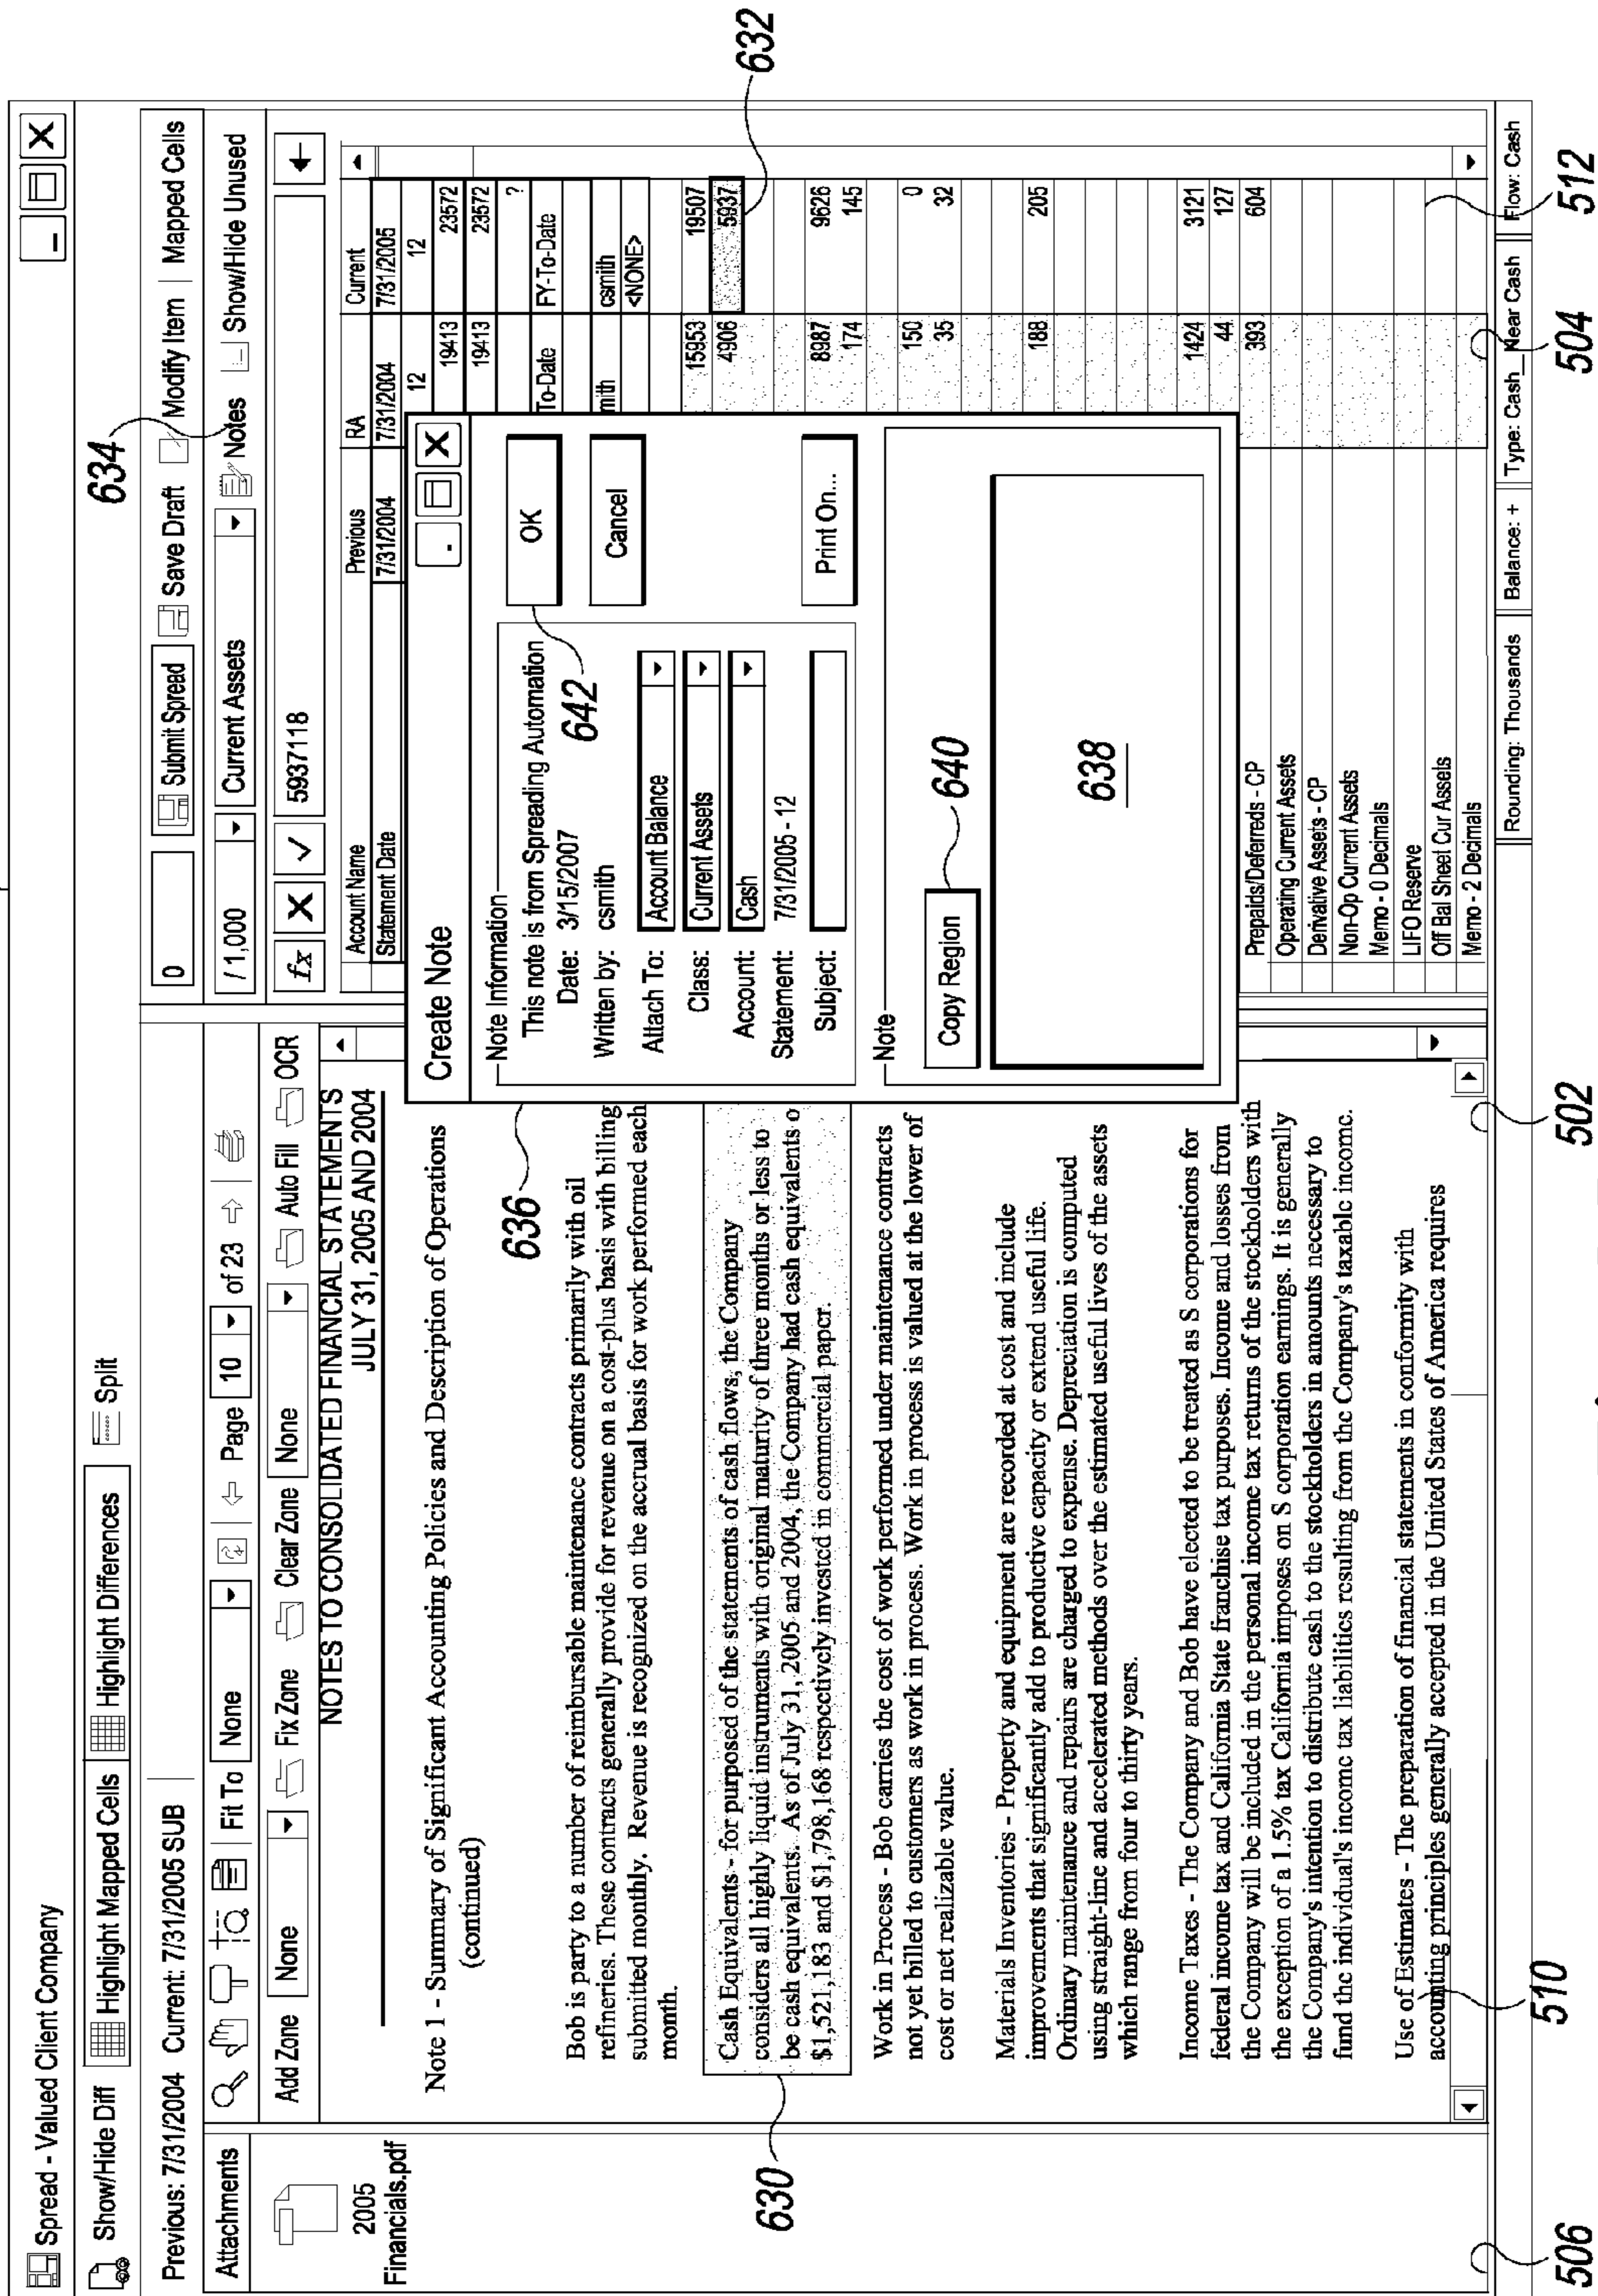 Spread - Valued Client Company
Show/Hide Diff Highlight Mapped Cells Highlight Differences Split
634
Previous: 7/31/2004 Current: 7/31/2005 SUB
0 Submit Spread Save Draft Modify Item Mapped Cells
Attachments
Fit To None Page 10 of 23
/ 1,000 Current Assets Notes Show/Hide Unused
Add Zone None Fix Zone Clear Zone None Auto Fill OCR
fx X ✓ 5937118
2005
Financials.pdf
NOTES TO CONSOLIDATED FINANCIAL STATEMENTS
JULY 31, 2005 AND 2004
Note 1 - Summary of Significant Accounting Policies and Description of Operations
(continued)
Bob is party to a number of reimbursable maintenance contracts primarily with oil
refineries. These contracts generally provide for revenue on a cost-plus basis with billing
submitted monthly. Revenue is recognized on the accrual basis for work performed each
month.
Cash Equivalents - for purposed of the statements of cash flows, the Company
considers all highly liquid instruments with original maturity of three months or less to
be cash equivalents. As of July 31, 2005 and 2004, the Company had cash equivalents o
$1,521,183 and $1,798,168 respectively invested in commercial paper.
630
Work in Process - Bob carries the cost of work performed under maintenance contracts
not yet billed to customers as work in process. Work in process is valued at the lower of
cost or net realizable value.
Materials Inventories - Property and equipment are recorded at cost and include
improvements that significantly add to productive capacity or extend useful life.
Ordinary maintenance and repairs are charged to expense. Depreciation is computed
using straight-line and accelerated methods over the estimated useful lives of the assets
which range from four to thirty years.
Income Taxes - The Company and Bob have elected to be treated as S corporations for
federal income tax and California State franchise tax purposes. Income and losses from
the Company will be included in the personal income tax returns of the stockholders with
the exception of a 1.5% tax California imposes on S corporation earnings. It is generally
the Company's intention to distribute cash to the stockholders in amounts necessary to
fund the individual's income tax liabilities resulting from the Company's taxable income.
Use of Estimates - The preparation of financial statements in conformity with
accounting principles generally accepted in the United States of America requires
Account Name Previous RA Current
Statement Date 7/31/2004 7/31/2004 7/31/2005
12 12
19413 23572
19413 23572
?
To-Date FY-To-Date
mith csmith
<NONE>
15953 19507
4906 5937
632
8987 9626
174 145
150 0
35 32
188 205
1424 3121
44 127
Prepaids/Deferreds - CP 393 604
Operating Current Assets
Derivative Assets - CP
Non-Op Current Assets
Memo - 0 Decimals
LIFO Reserve
Off Bal Sheet Cur Assets
Memo - 2 Decimals
636
Create Note
Note Information
This note is from Spreading Automation
OK
642
Date: 3/15/2007
Written by: csmith
Cancel
Attach To: Account Balance
Class: Current Assets
Account: Cash
Statement: 7/31/2005 - 12
Subject:
Print On...
Note
Copy Region
640
638
Rounding: Thousands Balance: + Type: Cash_Near Cash Flow: Cash
506
510
502
504
512